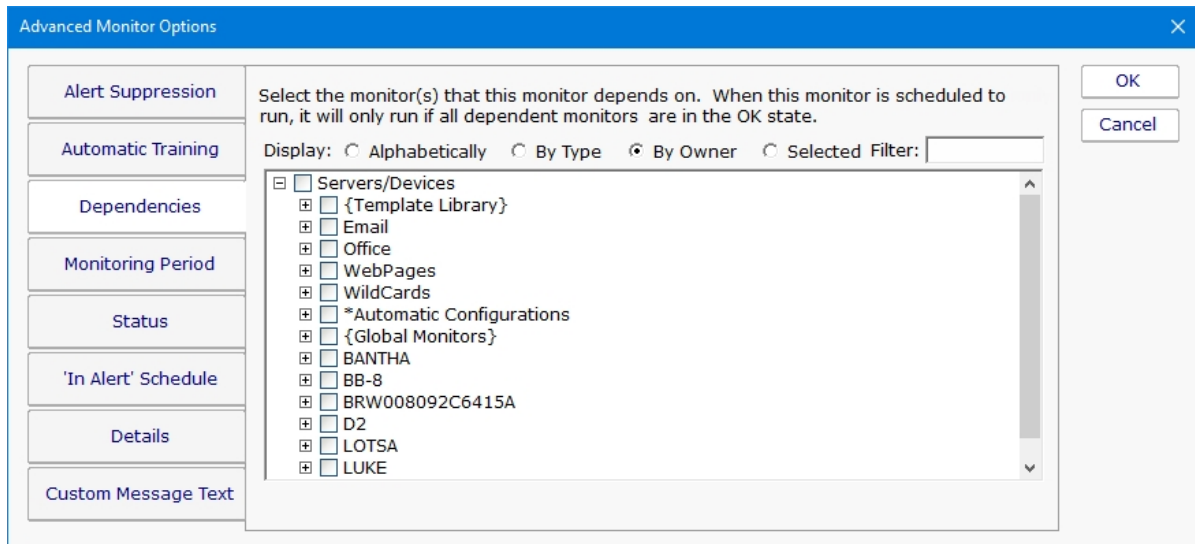 Advanced Monitor Options
Alert Suppression
Automatic Training
Dependencies
Monitoring Period
Status
'In Alert' Schedule
Details
Custom Message Text
Select the monitor(s) that this monitor depends on. When this monitor is scheduled to
run, it will only run if all dependent monitors are in the OK state.
Display: Alphabetically By Type By Owner Selected Filter:
Servers/Devices
{Template Library}
Email
Office
WebPages
WildCards
*Automatic Configurations
{Global Monitors}
BANTHA
BB-8
BRW008092C6415A
D2
LOTSA
LUKE
OK
Cancel